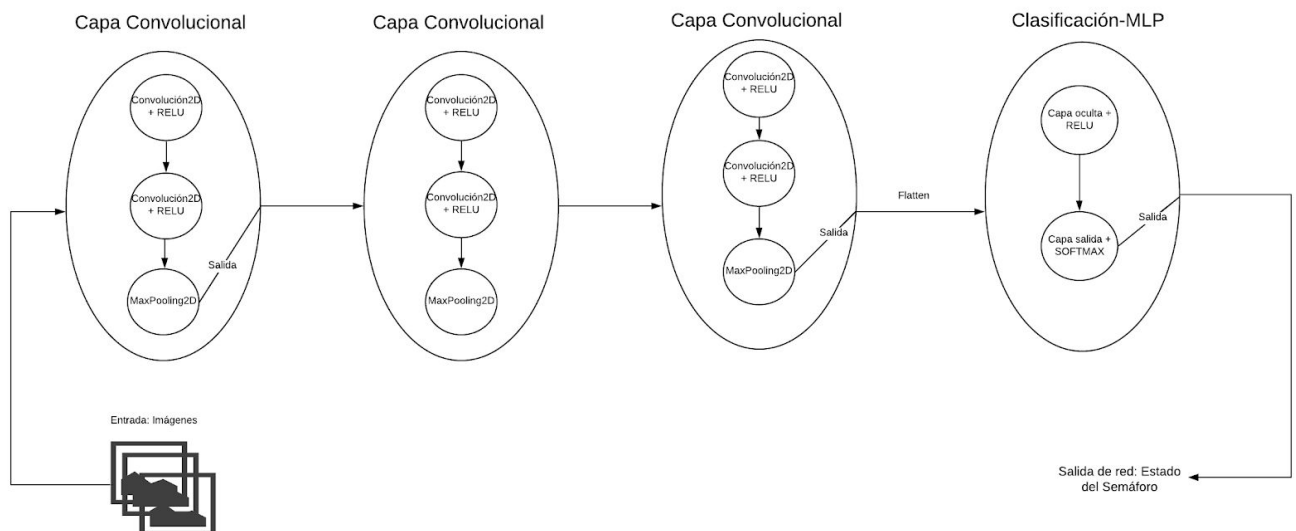 Capa Convolucional
Convolución2D
+ RELU
Convolución2D
+ RELU
MaxPooling2D
Salida
Capa Convolucional
Convolución2D
+ RELU
Convolución2D
+ RELU
MaxPooling2D
Capa Convolucional
Convolución2D
+ RELU
Convolución2D
+ RELU
MaxPooling2D
Salida
Flatten
Clasificación-MLP
Capa oculta +
RELU
Capa salida +
SOFTMAX
Salida
Entrada: Imágenes
Salida de red: Estado
del Semáforo